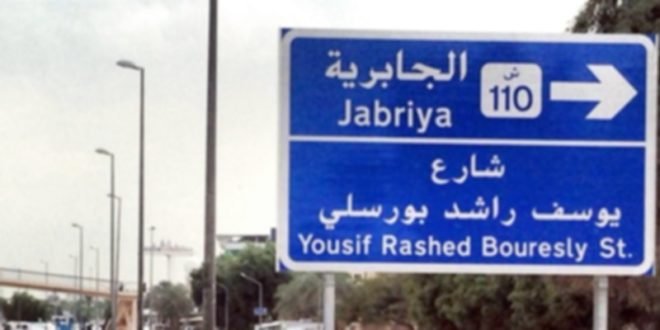 الجابرية
Jabriya
ش
110
شارع
يوسف راشد بورسلي
Yousif Rashed Bouresly St.